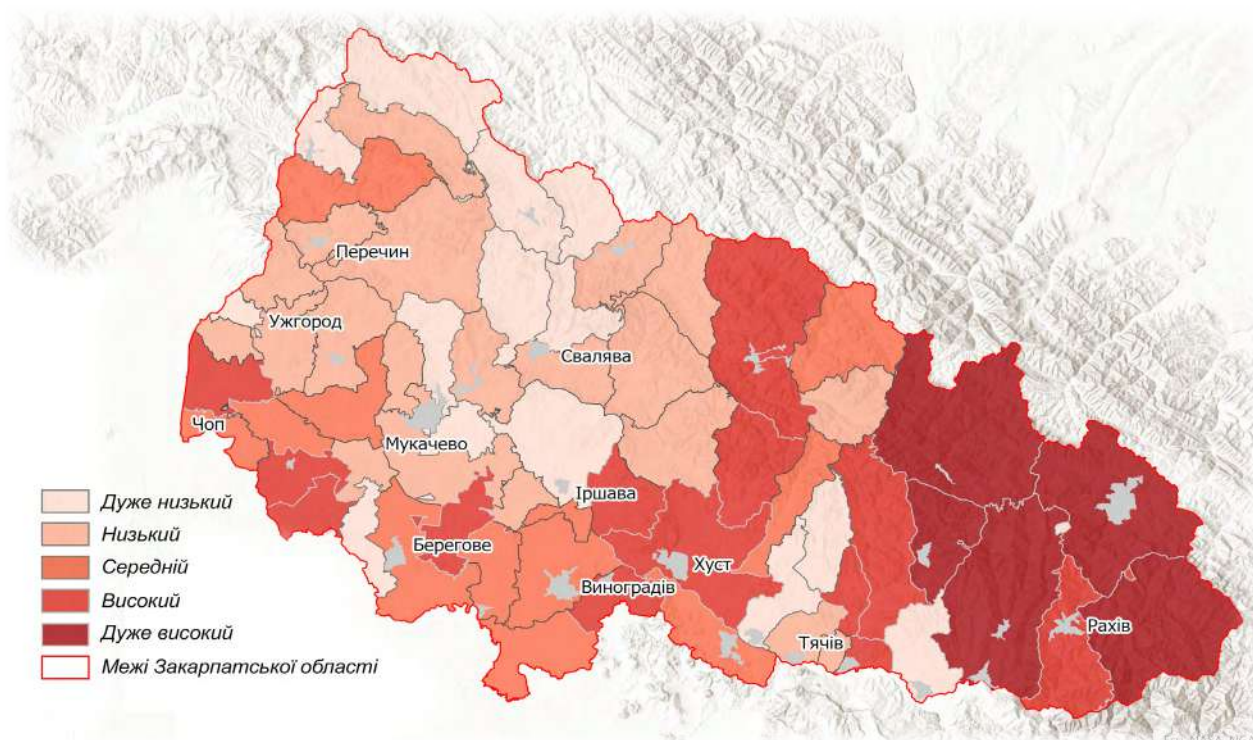 Перечин
Ужгород
Свалява
Чоп
Мукачево
Іршава
Берегове
Виноградів
Хуст
Тячів
Рахів
Дуже низький
Низький
Середній
Високий
Дуже високий
Межі Закарпатської області